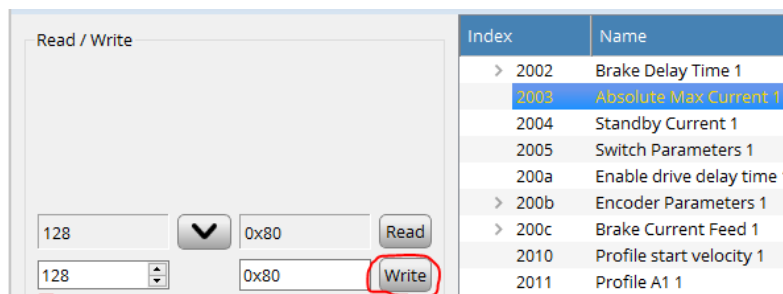 Read / Write
128 0x80 Read
128 0x80 Write
Index Name
2002 Brake Delay Time 1
2003 Absolute Max Current 1
2004 Standby Current 1
2005 Switch Parameters 1
200a Enable drive delay time
200b Encoder Parameters 1
200c Brake Current Feed 1
2010 Profile start velocity 1
2011 Profile A1 1